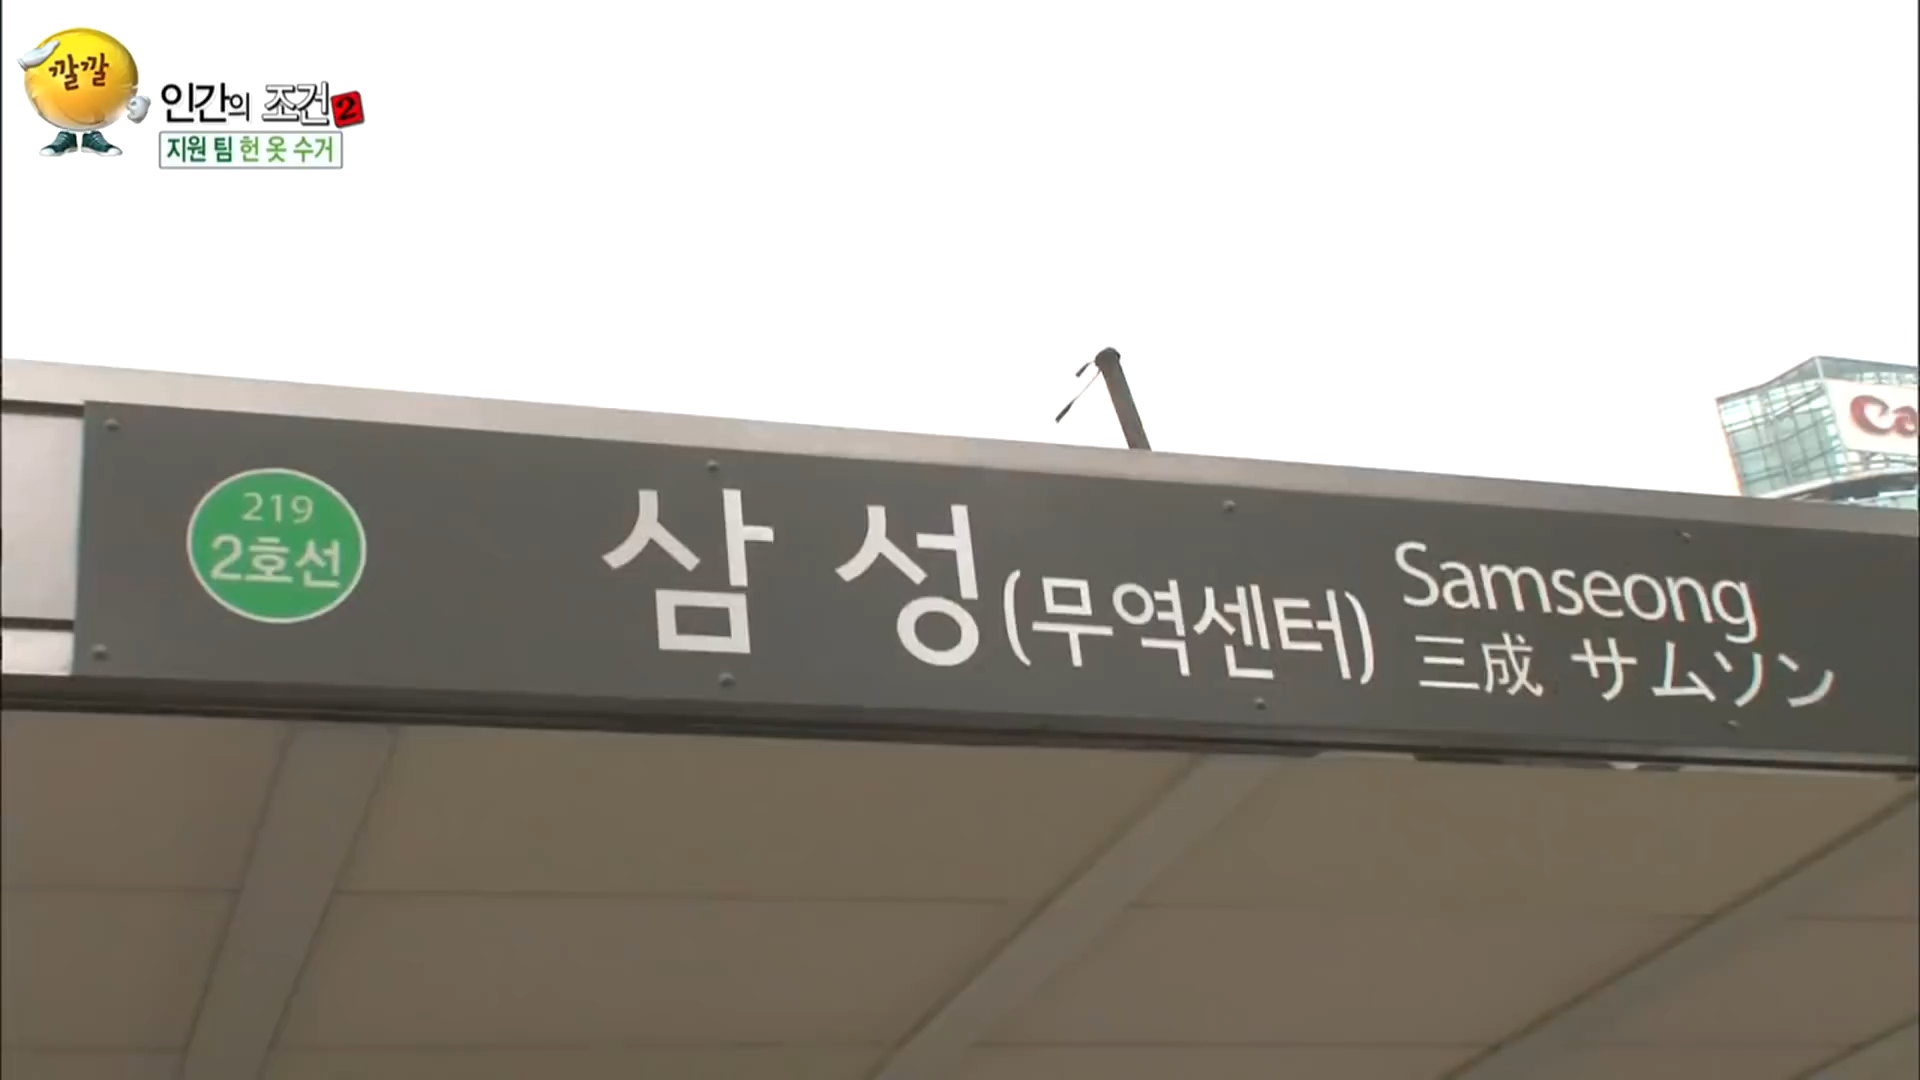 깔깔
인간의 조건2
지원 팀 헌 옷 수거
219
2호선
삼성(무역센터)
Samseong
三成 サムソン